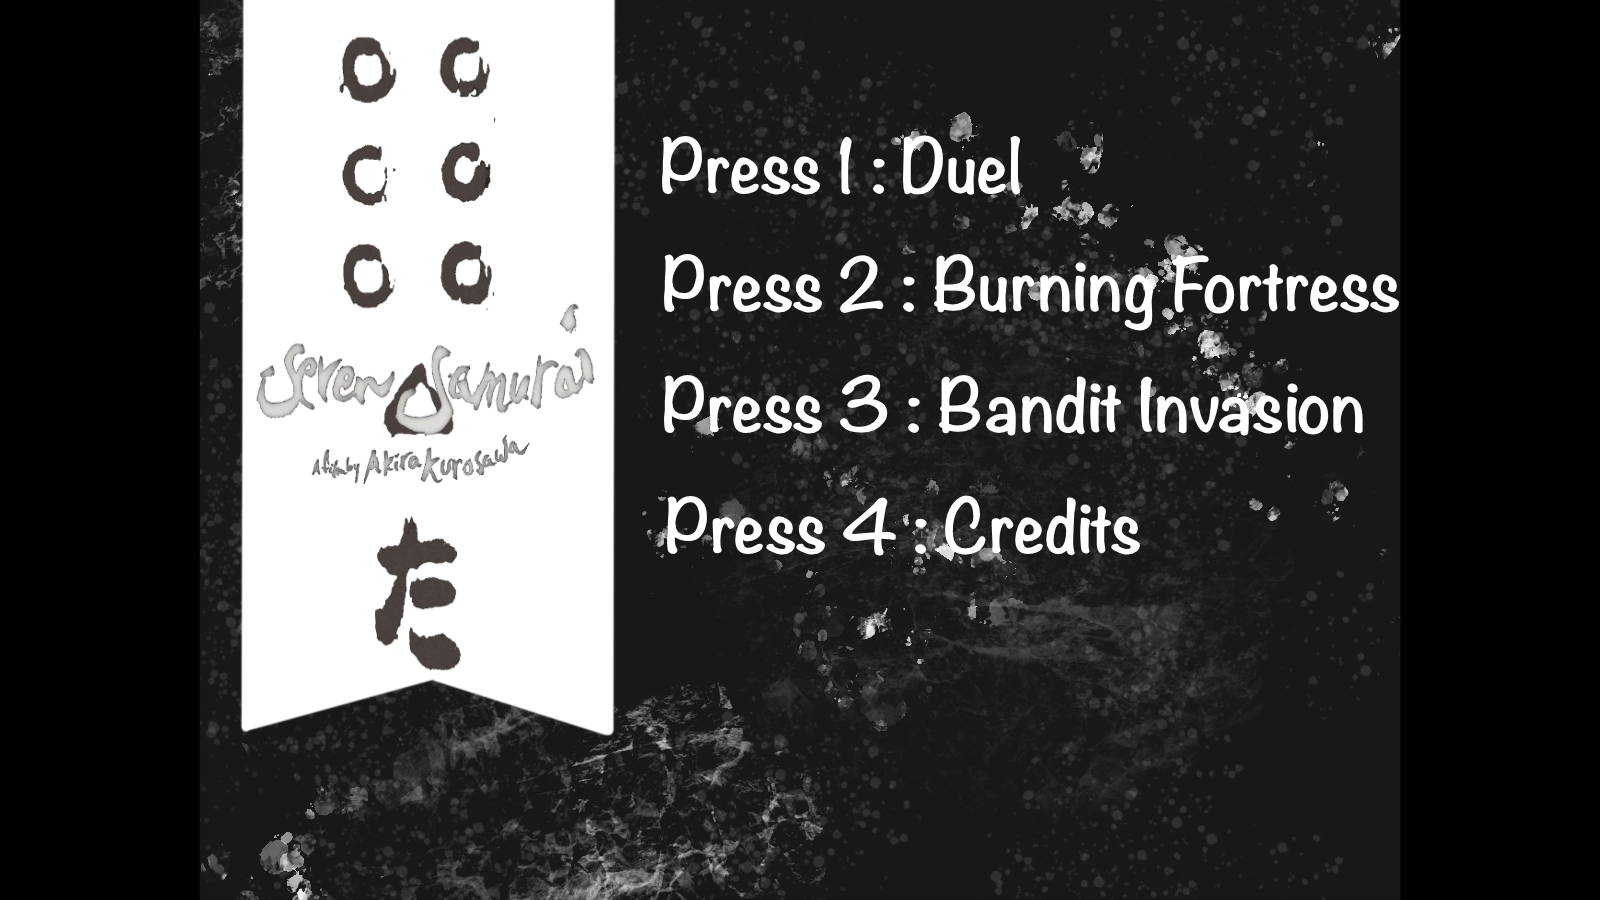 Seven Samurai
A film by Akira Kurosawa
た
Press 1 : Duel
Press 2 : Burning Fortress
Press 3 : Bandit Invasion
Press 4 : Credits